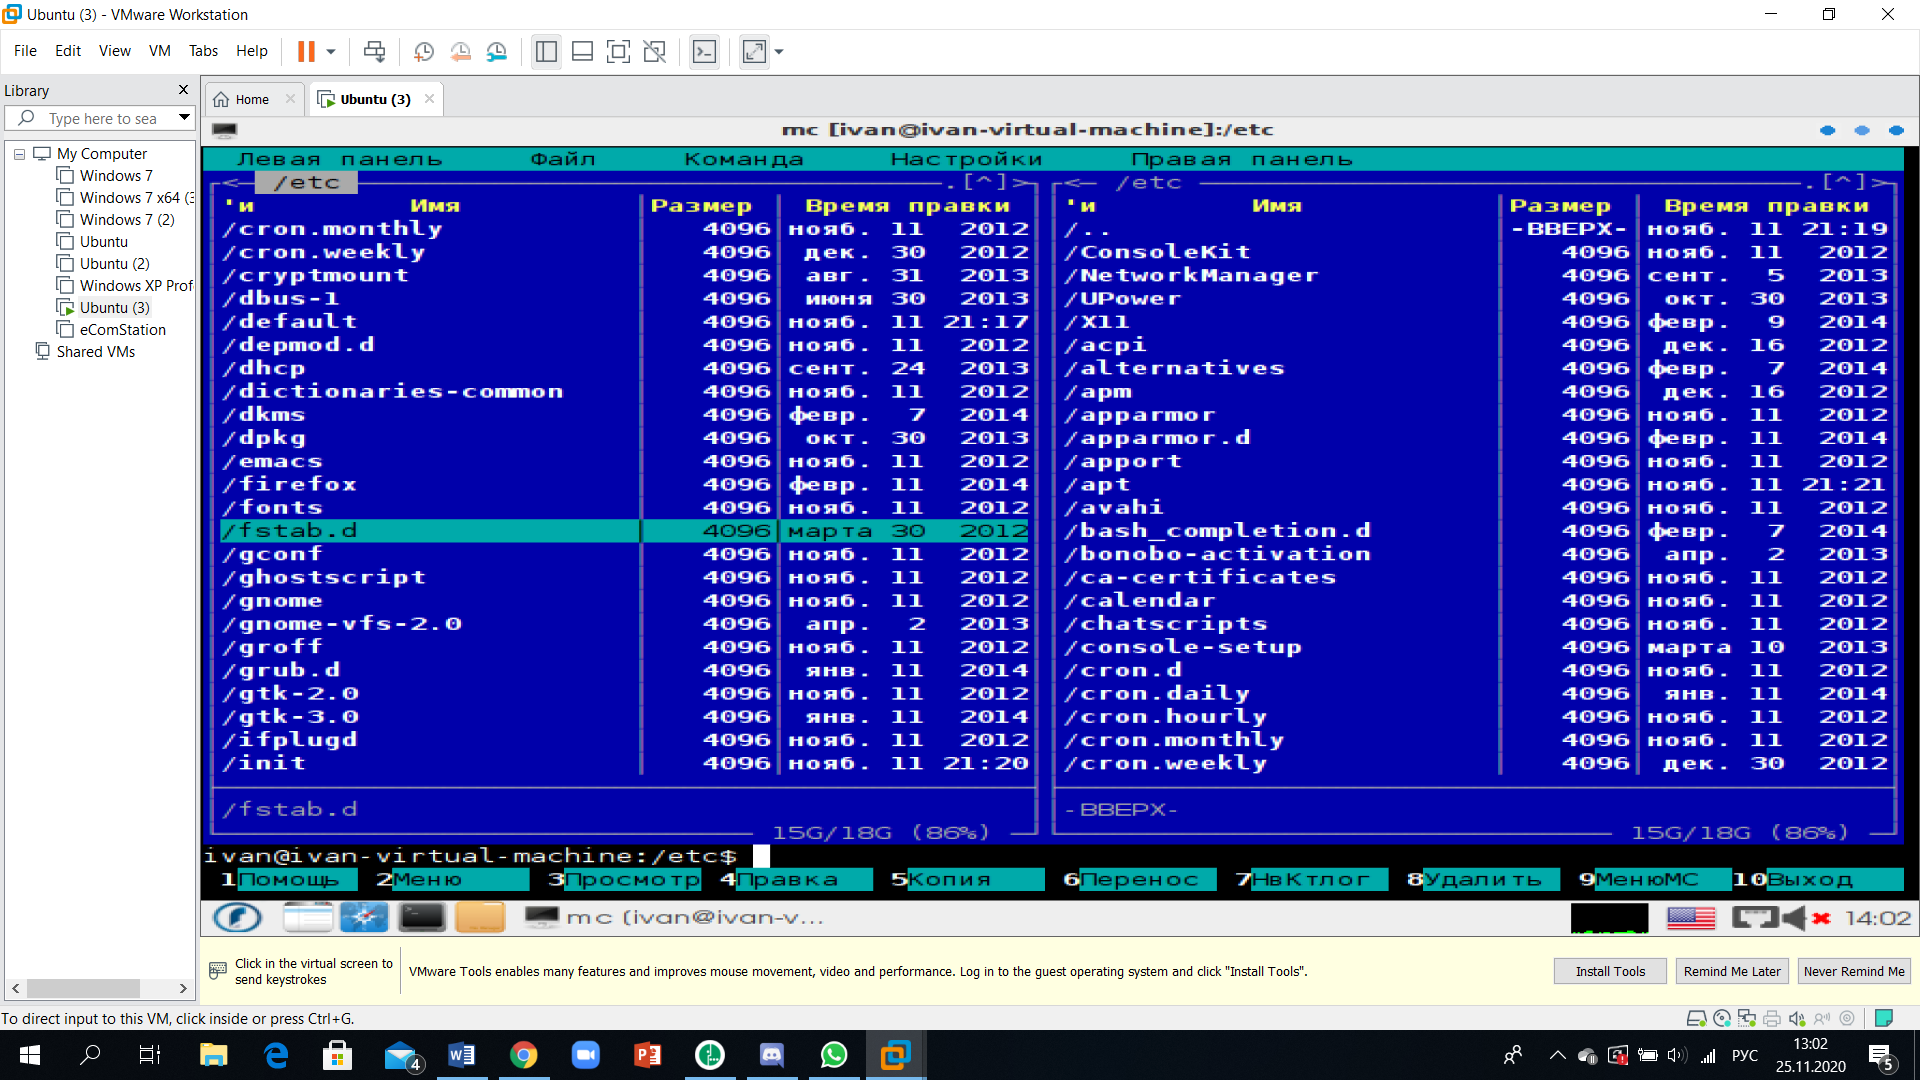 Ubuntu (3) - VMware Workstation
File Edit View VM Tabs Help
Library
Type here to sea
My Computer
Windows 7
Windows 7 x64 (3
Windows 7 (2)
Ubuntu
Ubuntu (2)
Windows XP Prof
Ubuntu (3)
eComStation
Shared VMs
Home Ubuntu (3)
mc [ivan@ivan-virtual-machine]:/etc
Левая панель Файл Команда Настройки Правая панель
<— /etc .[^]> <— /etc .[^]>
'и Имя Размер Время правки 'и Имя Размер Время правки
/cron.monthly 4096 нояб. 11 2012 /.. -ВВЕРХ- нояб. 11 21:19
/cron.weekly 4096 дек. 30 2012 /ConsoleKit 4096 нояб. 11 2012
/cryptmount 4096 авг. 31 2013 /NetworkManager 4096 сент. 5 2013
/dbus-1 4096 июня 30 2013 /UPower 4096 окт. 30 2013
/default 4096 нояб. 11 21:17 /X11 4096 февр. 9 2014
/depmod.d 4096 нояб. 11 2012 /acpi 4096 дек. 16 2012
/dhcp 4096 сент. 24 2013 /alternatives 4096 февр. 7 2014
/dictionaries-common 4096 нояб. 11 2012 /apm 4096 дек. 16 2012
/dkms 4096 февр. 7 2014 /apparmor 4096 нояб. 11 2012
/dpkg 4096 окт. 30 2013 /apparmor.d 4096 февр. 11 2014
/emacs 4096 нояб. 11 2012 /apport 4096 нояб. 11 2012
/firefox 4096 февр. 11 2014 /apt 4096 нояб. 11 21:21
/fonts 4096 нояб. 11 2012 /avahi 4096 нояб. 11 2012
/fstab.d 4096 марта 30 2012 /bash_completion.d 4096 февр. 7 2014
/gconf 4096 нояб. 11 2012 /bonobo-activation 4096 апр. 2 2013
/ghostscript 4096 нояб. 11 2012 /ca-certificates 4096 нояб. 11 2012
/gnome 4096 нояб. 11 2012 /calendar 4096 нояб. 11 2012
/gnome-vfs-2.0 4096 апр. 2 2013 /chatscripts 4096 нояб. 11 2012
/groff 4096 нояб. 11 2012 /console-setup 4096 марта 10 2013
/grub.d 4096 янв. 11 2014 /cron.d 4096 нояб. 11 2012
/gtk-2.0 4096 нояб. 11 2012 /cron.daily 4096 янв. 11 2014
/gtk-3.0 4096 янв. 11 2014 /cron.hourly 4096 нояб. 11 2012
/ifplugd 4096 нояб. 11 2012 /cron.monthly 4096 нояб. 11 2012
/init 4096 нояб. 11 21:20 /cron.weekly 4096 дек. 30 2012
/fstab.d -ВВЕРХ-
15G/18G (86%) 15G/18G (86%)
ivan@ivan-virtual-machine:/etc$
1Помощь 2Меню 3Просмотр 4Правка 5Копия 6Перенос 7НвКтлог 8Удалить 9МенюМС 10Выход
mc (ivan@ivan-v... 14:02
Click in the virtual screen to
send keystrokes
VMware Tools enables many features and improves mouse movement, video and performance. Log in to the guest operating system and click "Install Tools".
Install Tools Remind Me Later Never Remind Me
To direct input to this VM, click inside or press Ctrl+G.
4 РУС 13:02
25.11.2020 5